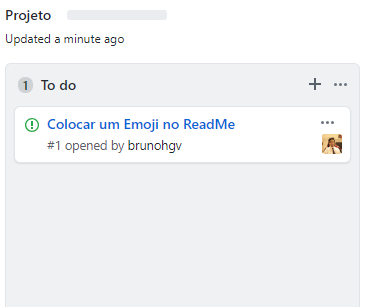 Projeto
Updated a minute ago
1 To do
Colocar um Emoji no ReadMe
#1 opened by brunohgv